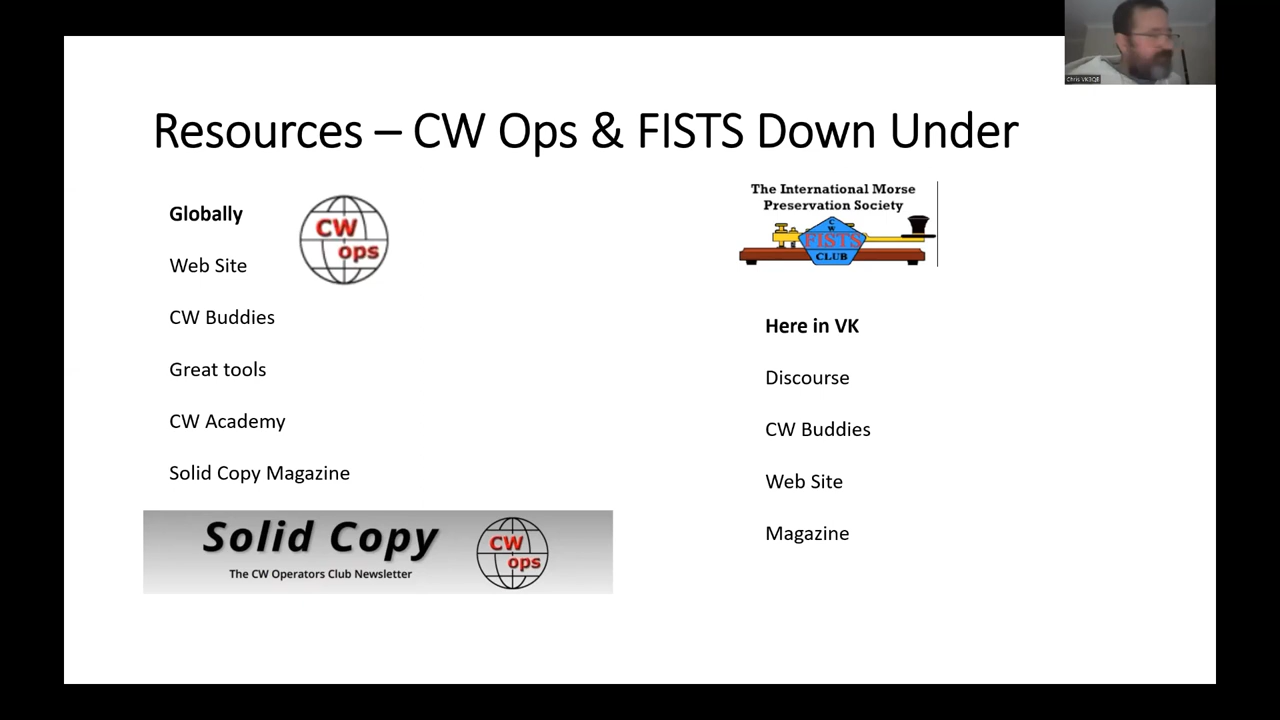 Resources – CW Ops & FISTS Down Under
Globally
CW
ops
Web Site
CW Buddies
Great tools
CW Academy
Solid Copy Magazine
Solid Copy
The CW Operators Club Newsletter
CW
ops
The International Morse
Preservation Society
C
W
FISTS
CLUB
Here in VK
Discourse
CW Buddies
Web Site
Magazine
Chris VK3QB